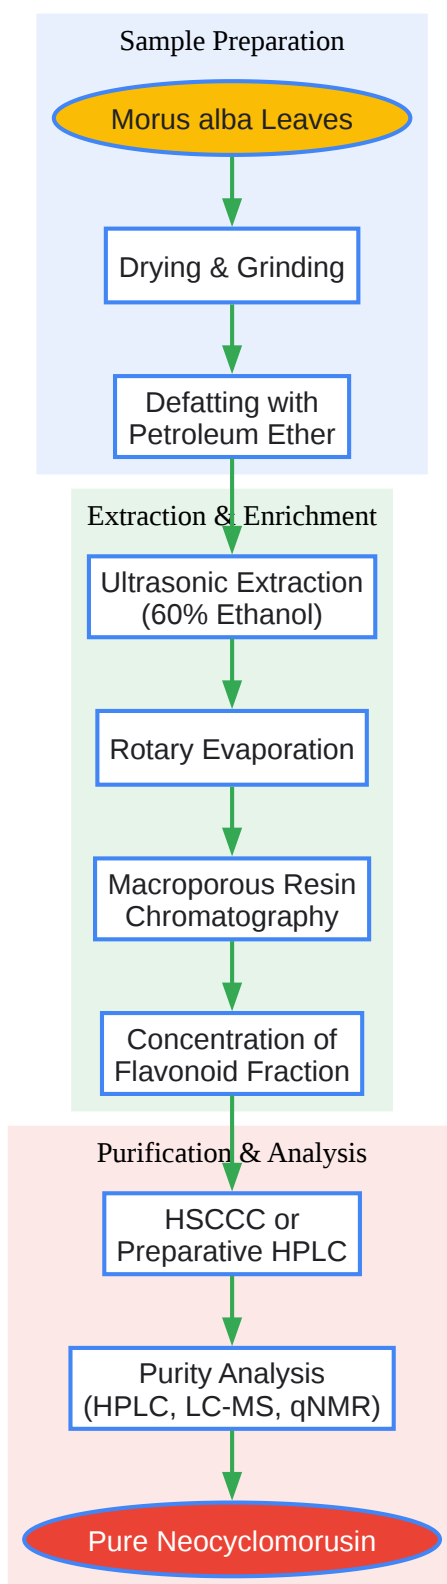 Sample Preparation
Morus alba Leaves
Drying & Grinding
Defatting with
Petroleum Ether
Extraction & Enrichment
Ultrasonic Extraction
(60% Ethanol)
Rotary Evaporation
Macroporous Resin
Chromatography
Concentration of
Flavonoid Fraction
Purification & Analysis
HSCCC or
Preparative HPLC
Purity Analysis
(HPLC, LC-MS, qNMR)
Pure Neocyclomorusin